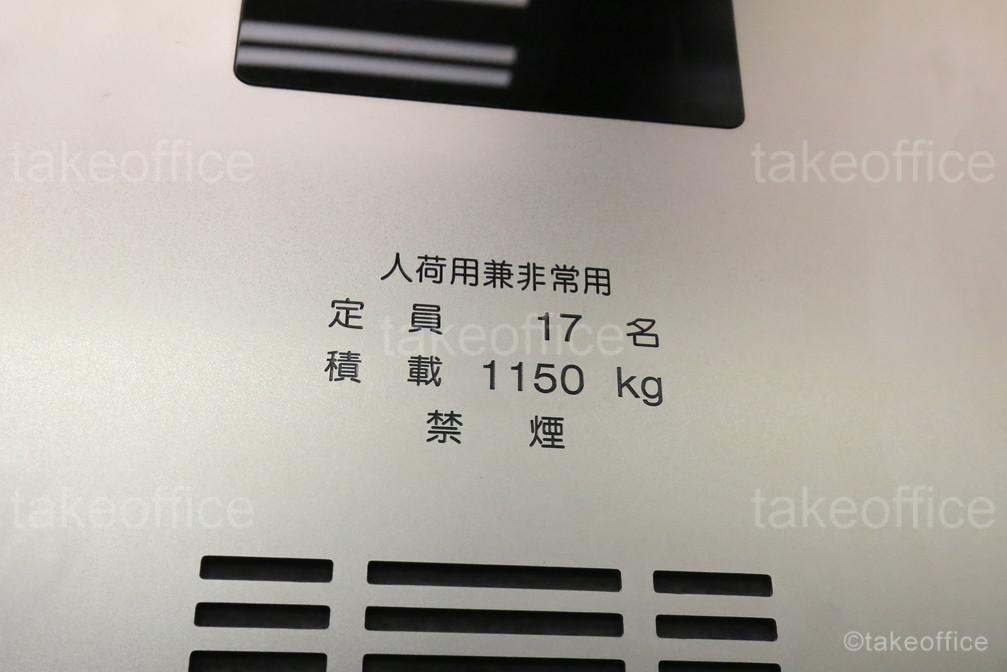 takeoffice takeoffice
人荷用兼非常用
定員 17 名
takeoffice
積載 1150 kg
禁煙
takeoffice takeoffice
©takeoffice